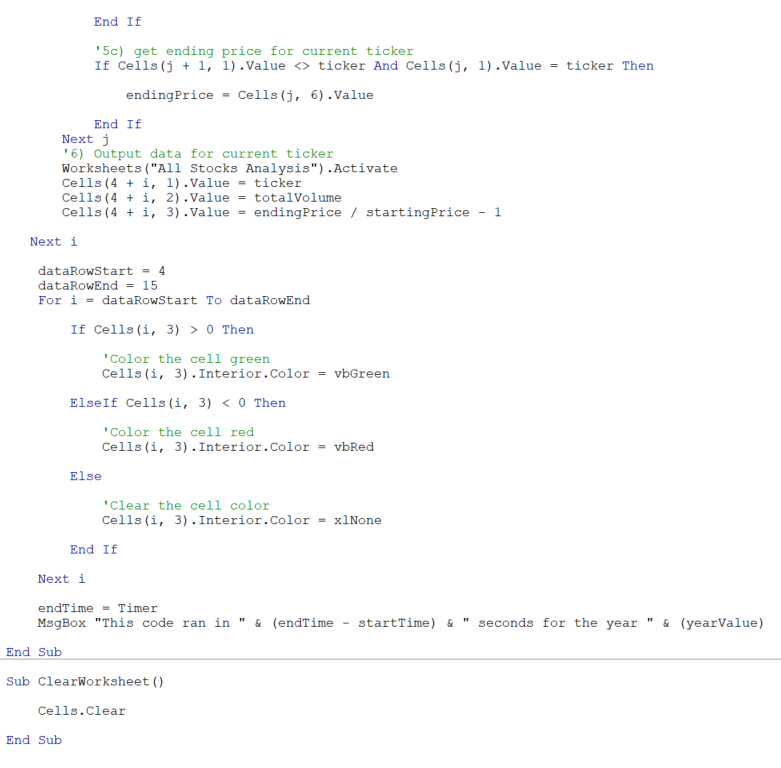 End If
'5c) get ending price for current ticker
If Cells(j + 1, 1).Value <> ticker And Cells(j, 1).Value = ticker Then
endingPrice = Cells(j, 6).Value
End If
Next j
'6) Output data for current ticker
Worksheets("All Stocks Analysis").Activate
Cells(4 + i, 1).Value = ticker
Cells(4 + i, 2).Value = totalVolume
Cells(4 + i, 3).Value = endingPrice / startingPrice - 1
Next i
dataRowStart = 4
dataRowEnd = 15
For i = dataRowStart To dataRowEnd
If Cells(i, 3) > 0 Then
'Color the cell green
Cells(i, 3).Interior.Color = vbGreen
ElseIf Cells(i, 3) < 0 Then
'Color the cell red
Cells(i, 3).Interior.Color = vbRed
Else
'Clear the cell color
Cells(i, 3).Interior.Color = xlNone
End If
Next i
endTime = Timer
MsgBox "This code ran in " & (endTime - startTime) & " seconds for the year " & (yearValue)
End Sub
Sub ClearWorksheet()
Cells.Clear
End Sub